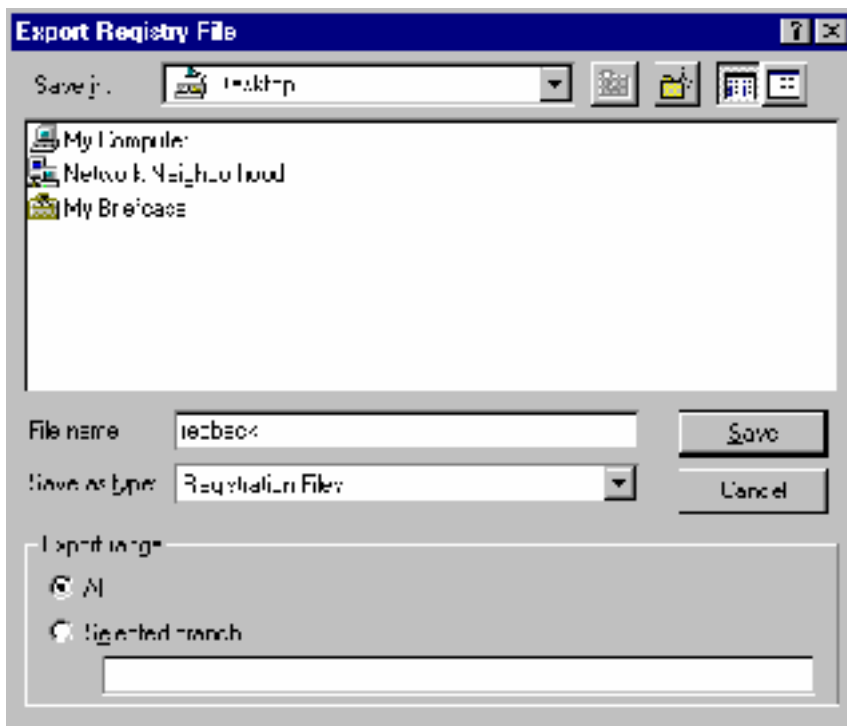 Export Registry File
Save in:
Desktop
My Computer
Network Neighborhood
My Briefcase
File name
Save
Save as type:
Registration Files
Cancel
Export range
All
Selected branch